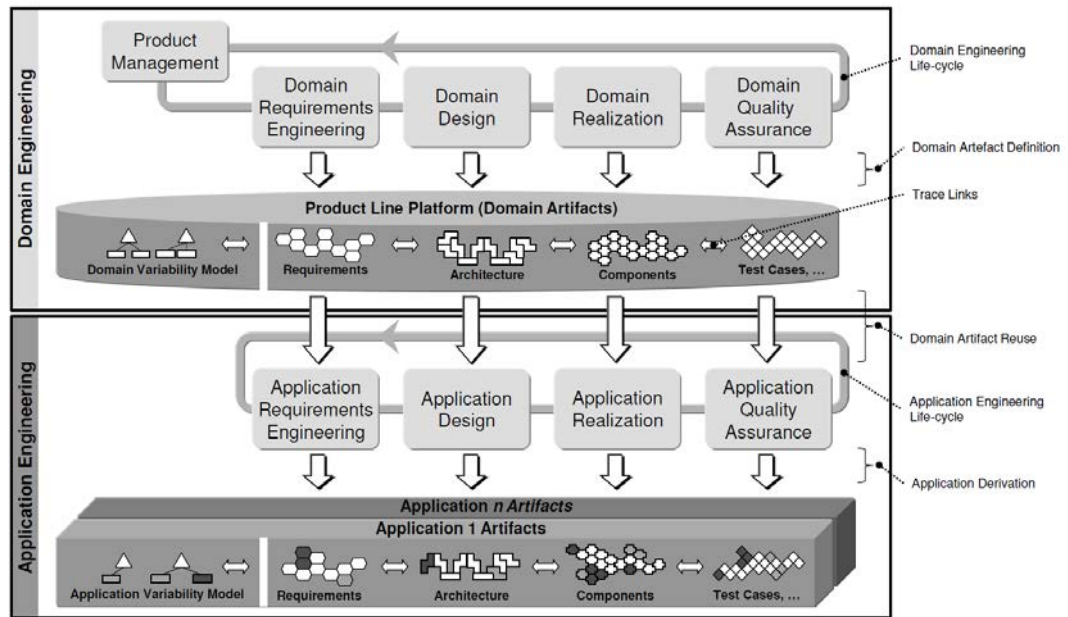 Domain Engineering
Product
Management
Domain
Requirements
Engineering
Domain
Design
Domain
Realization
Domain
Quality
Assurance
Domain Engineering
Life-cycle
Domain Artefact Definition
Trace Links
Product Line Platform (Domain Artifacts)
Domain Variability Model
Requirements
Architecture
Components
Test Cases, ...
Domain Artifact Reuse
Application Engineering
Application
Requirements
Engineering
Application
Design
Application
Realization
Application
Quality
Assurance
Application Engineering
Life-cycle
Application Derivation
Application n Artifacts
Application 1 Artifacts
Application Variability Model
Requirements
Architecture
Components
Test Cases, ...